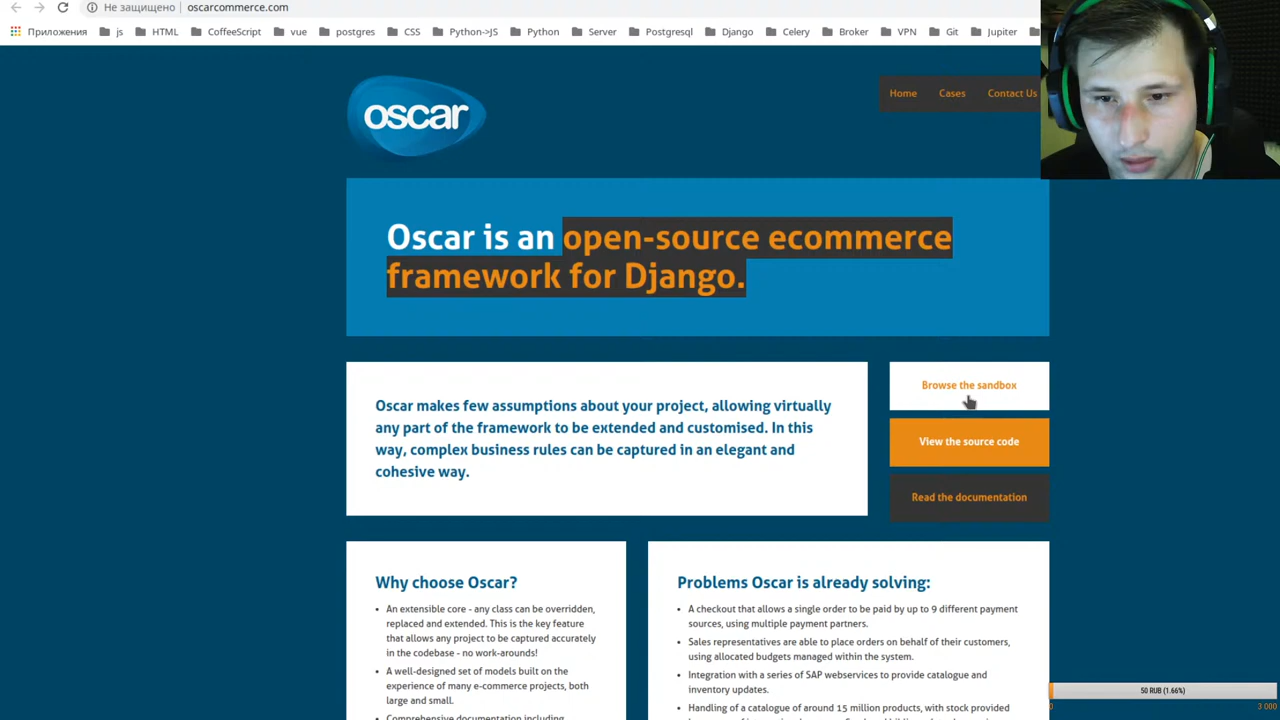 Не защищено oscarcommerce.com
Приложения js HTML CoffeeScript vue postgres CSS Python->JS Python Server Postgresql Django Celery Broker VPN Git Jupiter
oscar
Home Cases Contact Us
Oscar is an open-source ecommerce
framework for Django.
Oscar makes few assumptions about your project, allowing virtually
any part of the framework to be extended and customised. In this
way, complex business rules can be captured in an elegant and
cohesive way.
Browse the sandbox
View the source code
Read the documentation
Why choose Oscar?
• An extensible core - any class can be overridden,
replaced and extended. This is the key feature
that allows any project to be captured accurately
in the codebase - no work-arounds!
• A well-designed set of models built on the
experience of many e-commerce projects, both
large and small.
• Comprehensive documentation including
Problems Oscar is already solving:
• A checkout that allows a single order to be paid by up to 9 different payment
sources, using multiple payment partners.
• Sales representatives are able to place orders on behalf of their customers,
using allocated budgets managed within the system.
• Integration with a series of SAP webservices to provide catalogue and
inventory updates.
• Handling of a catalogue of around 15 million products, with stock provided
50 RUB (1.66%)
0 3 000